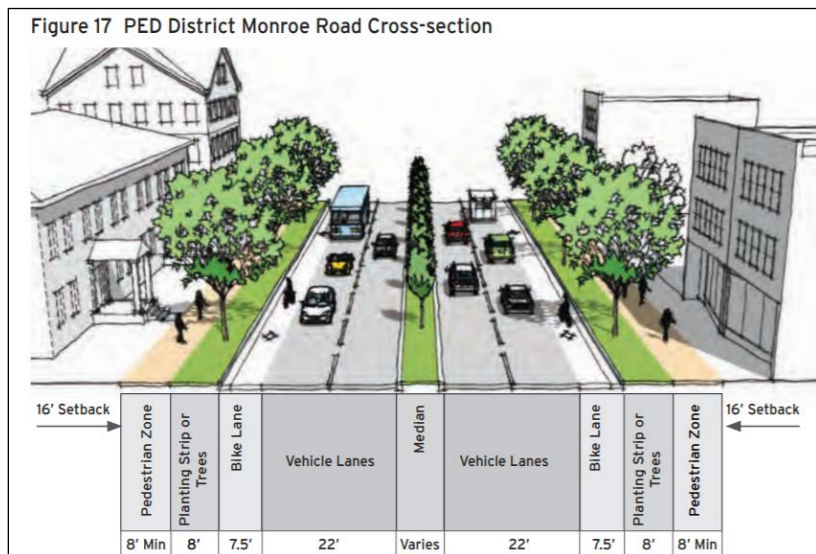 Figure 17  PED District Monroe Road Cross-section
16' Setback
Pedestrian Zone
Planting Strip or
Trees
Bike Lane
Vehicle Lanes
Median
Vehicle Lanes
Bike Lane
Planting Strip or
Trees
Pedestrian Zone
16' Setback
8' Min
8'
7.5'
22'
Varies
22'
7.5'
8'
8' Min